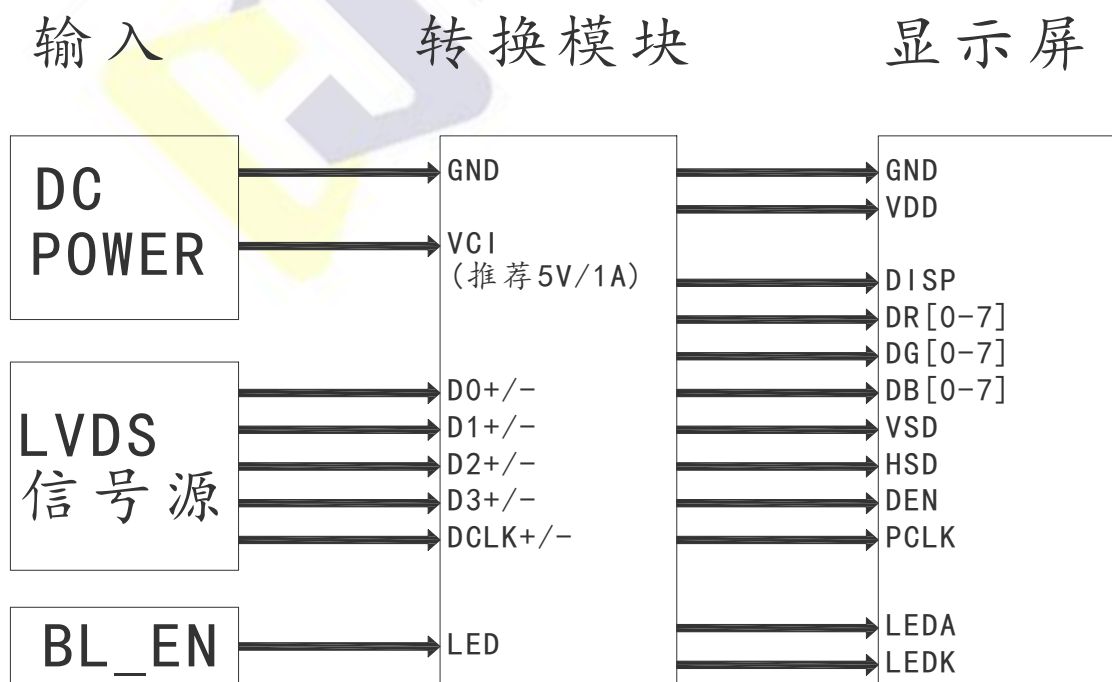 输入 转换模块 显示屏
DC
POWER
GND
VCI
(推荐5V/1A)
GND
VDD
DISP
DR[0-7]
DG[0-7]
DB[0-7]
VSD
HSD
DEN
PCLK
LVDS
信号源
D0+/-
D1+/-
D2+/-
D3+/-
DCLK+/-
BL_EN
LED
LEDA
LEDK